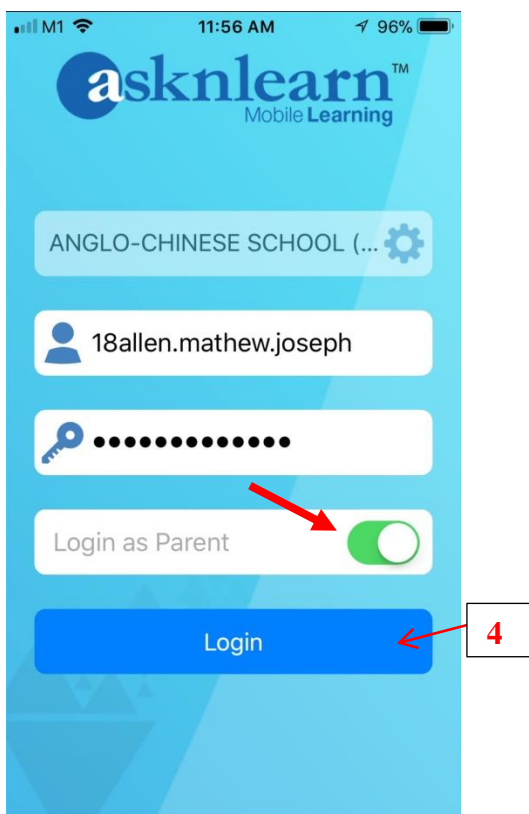 M1 11:56 AM 96%
asknlearn™
Mobile Learning
ANGLO-CHINESE SCHOOL (...
18allen.mathew.joseph
•••••••••••••
Login as Parent
Login
4